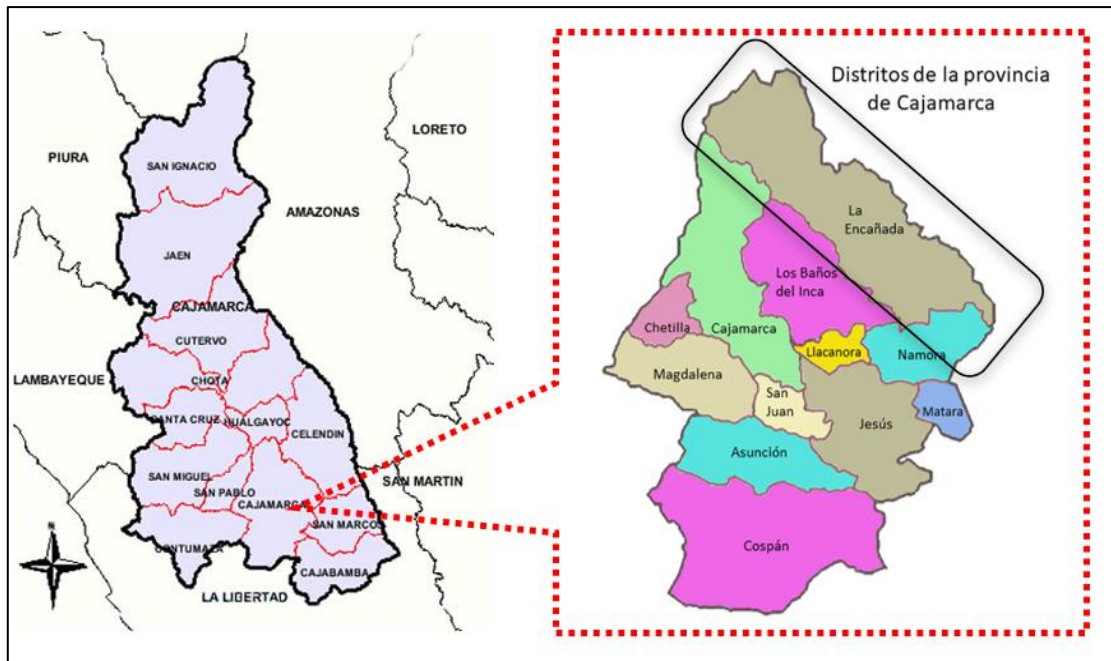 LORETO
PIURA
SAN IGNACIO
AMAZONAS
JAEN
CAJAMARCA
CUTERVO
LAMBAYEQUE
CHOTA
SANTA CRUZ
HUALGAYOC
CELENDIN
SAN MIGUEL
SAN PABLO
CAJAMARCA
SAN MARTIN
SAN MARCOS
CONTUMAZA
CAJABAMBA
LA LIBERTAD
N
Distritos de la provincia
de Cajamarca
La
Encañada
Los Baños
del Inca
Chetilla
Cajamarca
Llacanora
Namora
Magdalena
San
Juan
Matara
Jesús
Asunción
Cospán